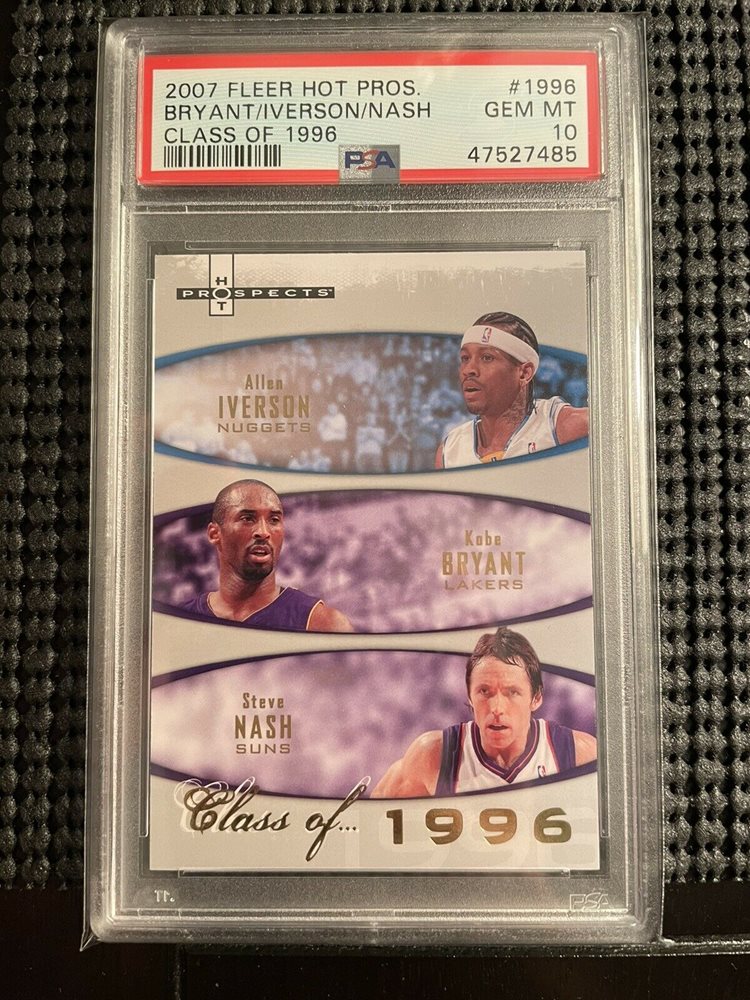 2007 FLEER HOT PROS. #1996
BRYANT/IVERSON/NASH GEM MT
CLASS OF 1996 10
PSA 47527485
HOT
PROSPECTS
Allen
IVERSON
NUGGETS
Kobe
BRYANT
LAKERS
Steve
NASH
SUNS
Class of... 1996
PSA